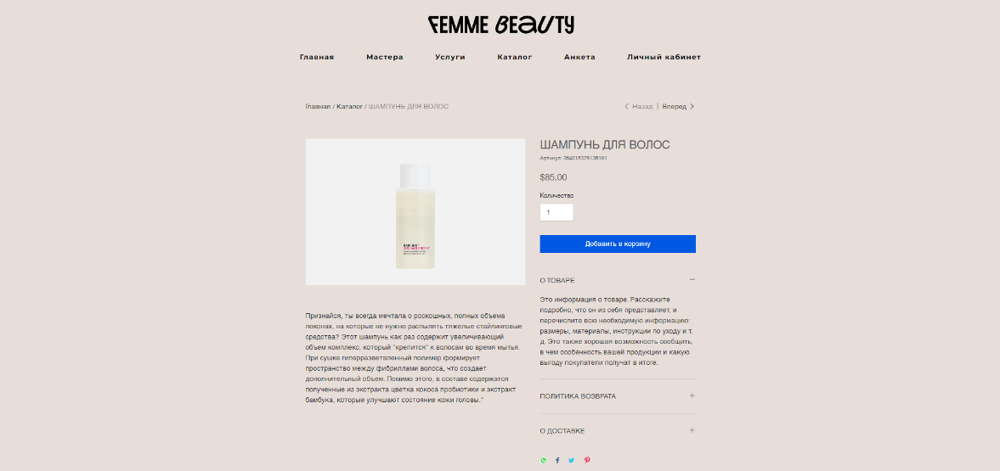 FEMME BEAUTY
Главная Мастера Услуги Каталог Анкета Личный кабинет
Главная / Каталог / ШАМПУНЬ ДЛЯ ВОЛОС
Назад | Вперед
ШАМПУНЬ ДЛЯ ВОЛОС
Артикул: 364215376135191
$85.00
Количество
1
Добавить в корзину
О ТОВАРЕ
Это информация о товаре. Расскажите
подробно, что он из себя представляет, и
перечислите всю необходимую информацию:
размеры, материалы, инструкции по уходу и т.
д. Это также хорошая возможность сообщить,
в чем особенность вашей продукции и какую
выгоду покупатели получат в итоге.
ПОЛИТИКА ВОЗВРАТА
О ДОСТАВКЕ
Признайся, ты всегда мечтала о роскошных, полных объема
локонах, на которые не нужно распылять тяжелые стайлинговые
средства? Этот шампунь как раз содержит увеличивающий
объем комплекс, который "крепится" к волосам во время мытья.
При сушке гиперразветвленный полимер формирует
пространство между фибриллами волоса, что создает
дополнительный объем. Помимо этого, в составе содержатся
полученные из экстракта цветка кокоса пробиотики и экстракт
бамбука, которые улучшают состояние кожи головы."